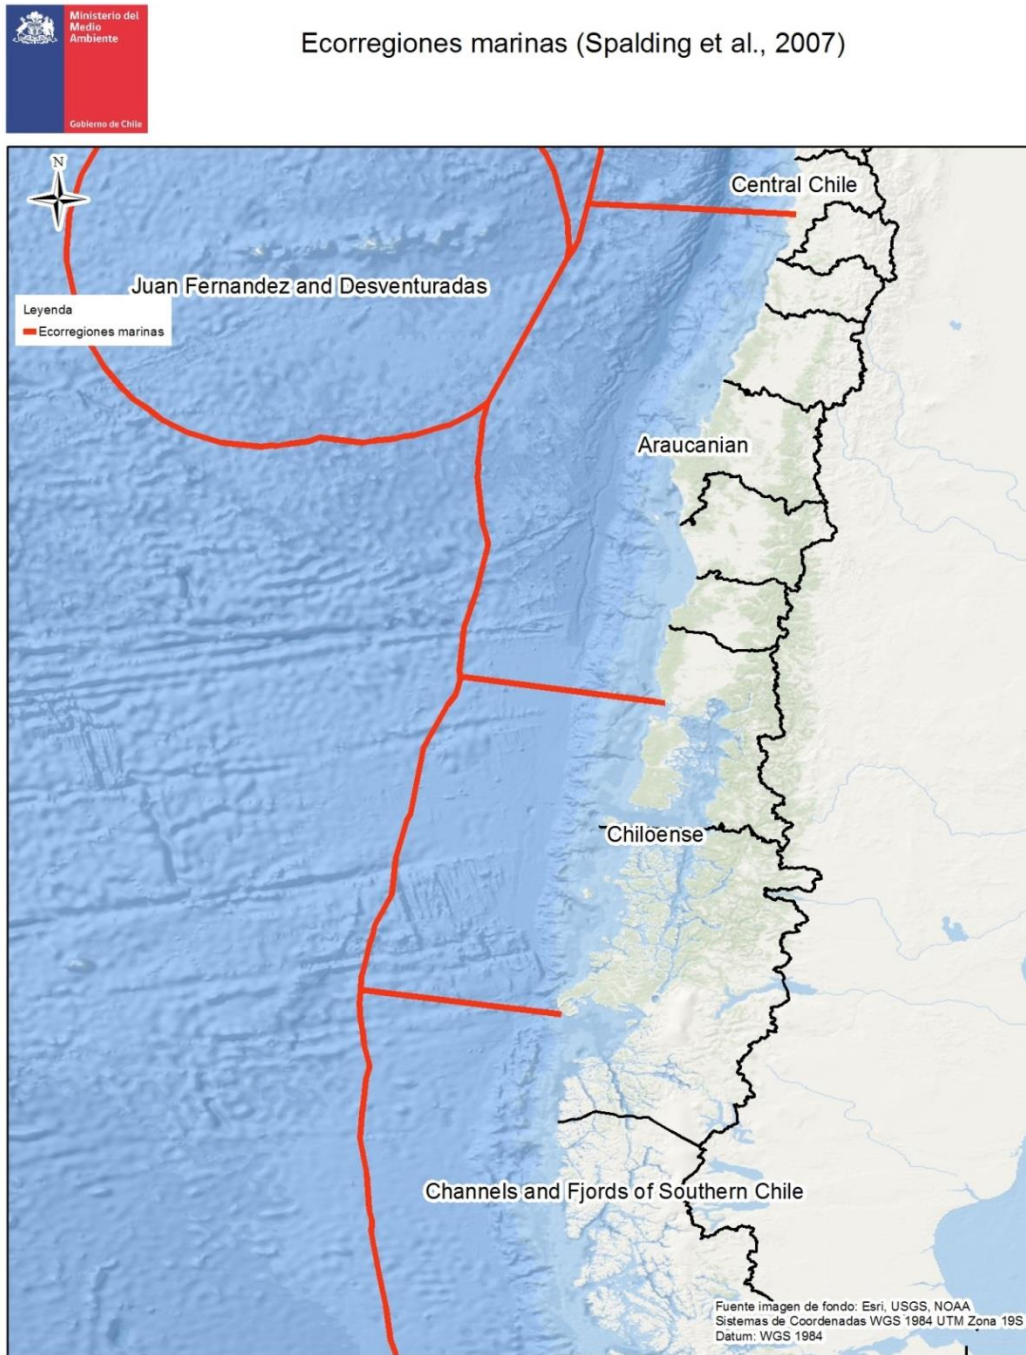 Ministerio del
Medio
Ambiente
Gobierno de Chile
Ecorregiones marinas (Spalding et al., 2007)
N
Central Chile
Juan Fernandez and Desventuradas
Leyenda
Ecorregiones marinas
Araucanian
Chiloense
Channels and Fjords of Southern Chile
Fuente imagen de fondo: Esri, USGS, NOAA
Sistemas de Coordenadas WGS 1984 UTM Zona 19S
Datum: WGS 1984